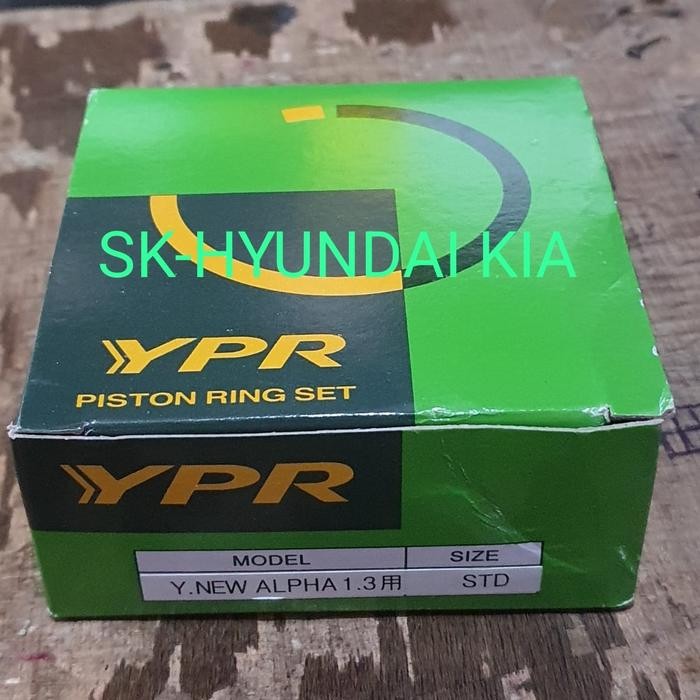 SK-HYUNDAI KIA
YPR
PISTON RING SET
YPR
MODEL SIZE
Y.NEW ALPHA 1.3用 STD